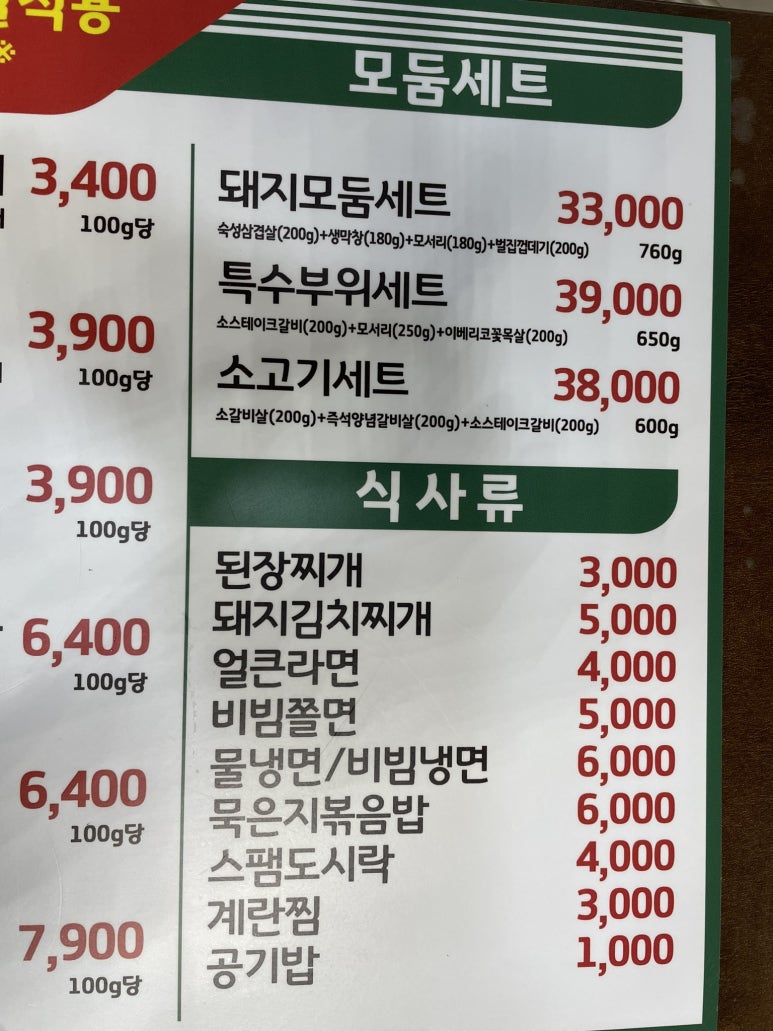 모둠세트
3,400
100g당
3,900
100g당
3,900
100g당
6,400
100g당
6,400
100g당
7,900
100g당
돼지모둠세트 33,000
숙성삼겹살(200g)+생막창(180g)+모서리(180g)+벌집껍데기(200g) 760g
특수부위세트 39,000
소스테이크갈비(200g)+모서리(250g)+이베리코꽃목살(200g) 650g
소고기세트 38,000
소갈비살(200g)+즉석양념갈비살(200g)+소스테이크갈비(200g) 600g
식사류
된장찌개 3,000
돼지김치찌개 5,000
얼큰라면 4,000
비빔쫄면 5,000
물냉면/비빔냉면 6,000
묵은지볶음밥 6,000
스팸도시락 4,000
계란찜 3,000
공기밥 1,000